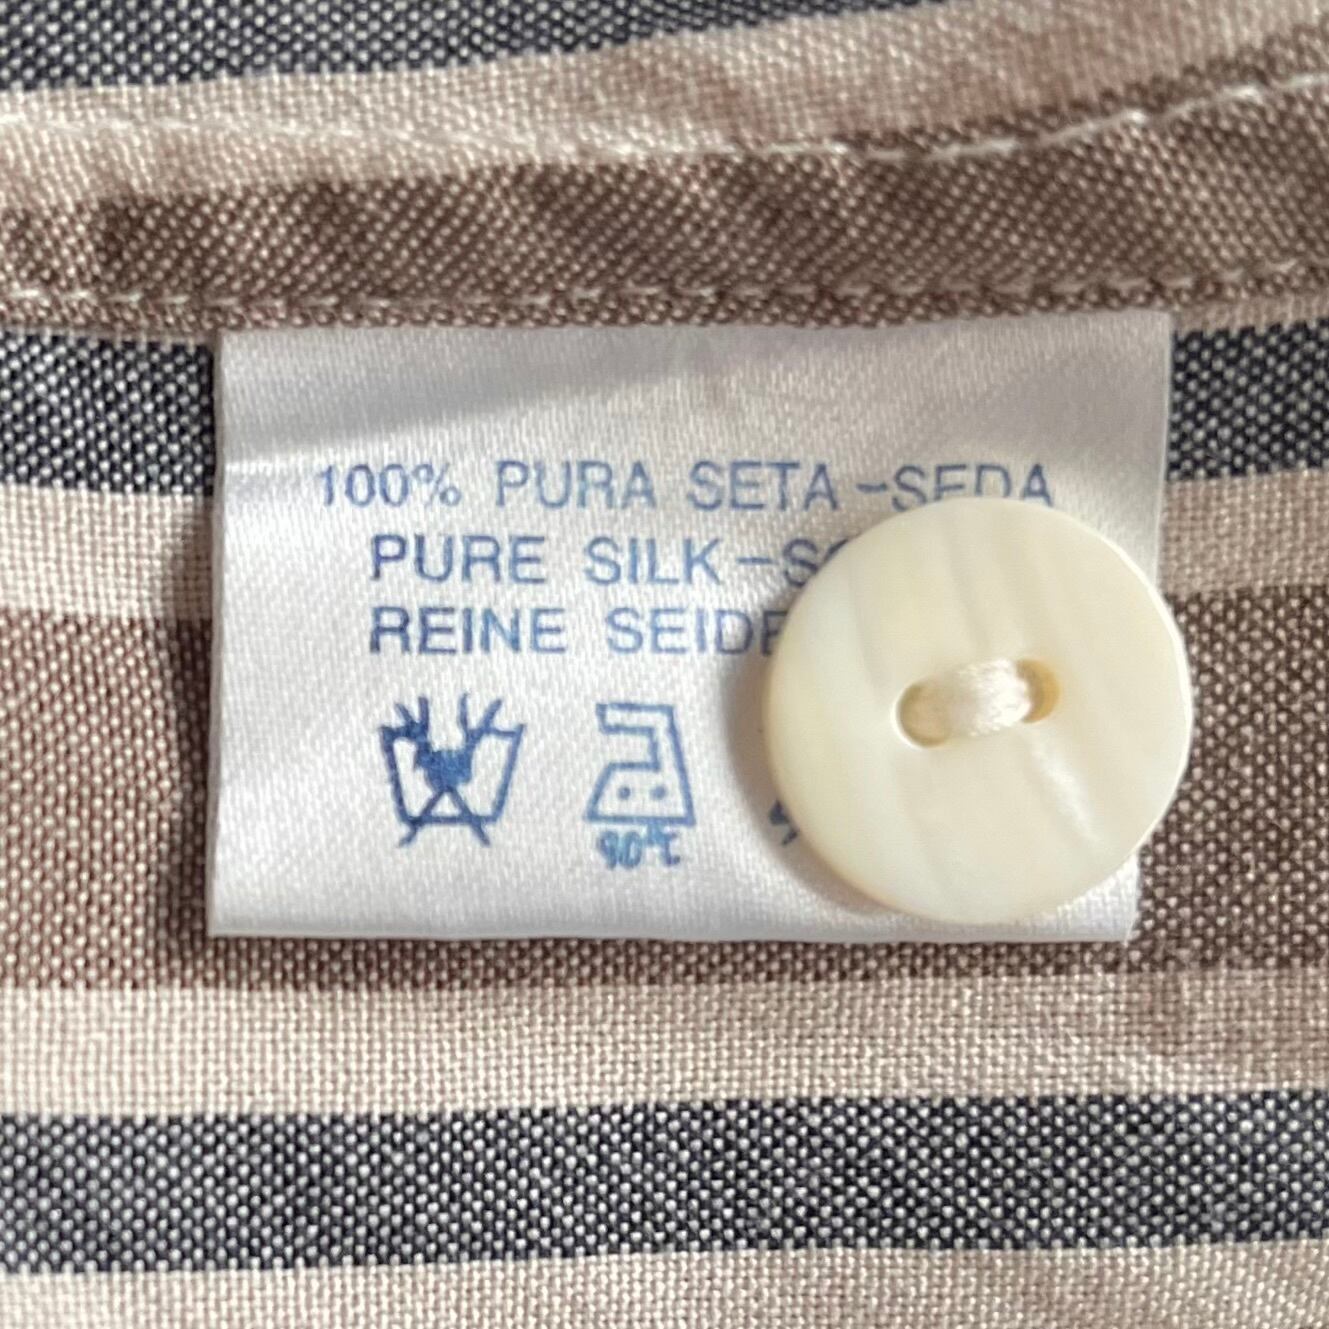 100% PURA SETA - SEDA
PURE SILK -
REINE SEIDE
90°C